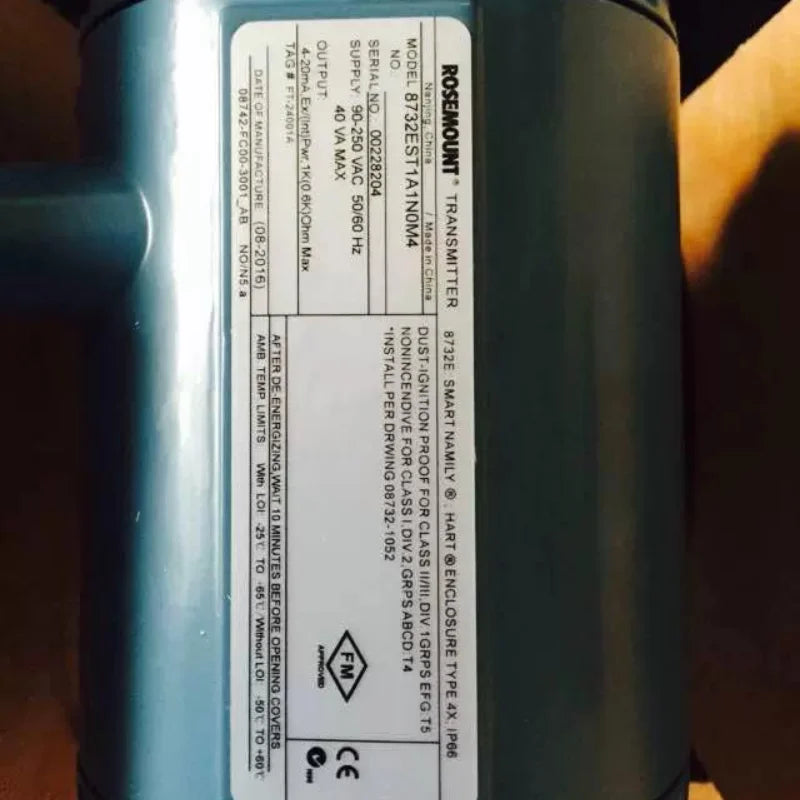 ROSEMOUNT® TRANSMITTER
Nanjing, China / Made in China
MODEL 8732EST1A1N0M4
NO.
SERIAL NO. 00228204
SUPPLY: 90-250 VAC 50/60 Hz
40 VA MAX
OUTPUT:
4-20mA,Ex/(Int)Pwr,1K(0.6K)Ohm Max
TAG # FT-24001A
DATE OF MANUFACTURE (08-2016)
08742-FC00-3001_AB NO/N5 a
8732E SMART NAMILY ®. HART ® ENCLOSURE TYPE 4X, IP66
DUST-IGNITION PROOF FOR CLASS II/III,DIV.1GRPS EFG:T5
NONINCENDIVE FOR CLASS I.DIV.2,GRPS ABCD:T4
*INSTALL PER DRWING 08732-1052
FM
APPROVED
CE
AFTER DE-ENERGIZING,WAIT 10 MINUTES BEFORE OPENING COVERS
AMB TEMP LIMITS With LOI: -25℃ TO -65℃ /Without LOI: -50℃ TO +60℃